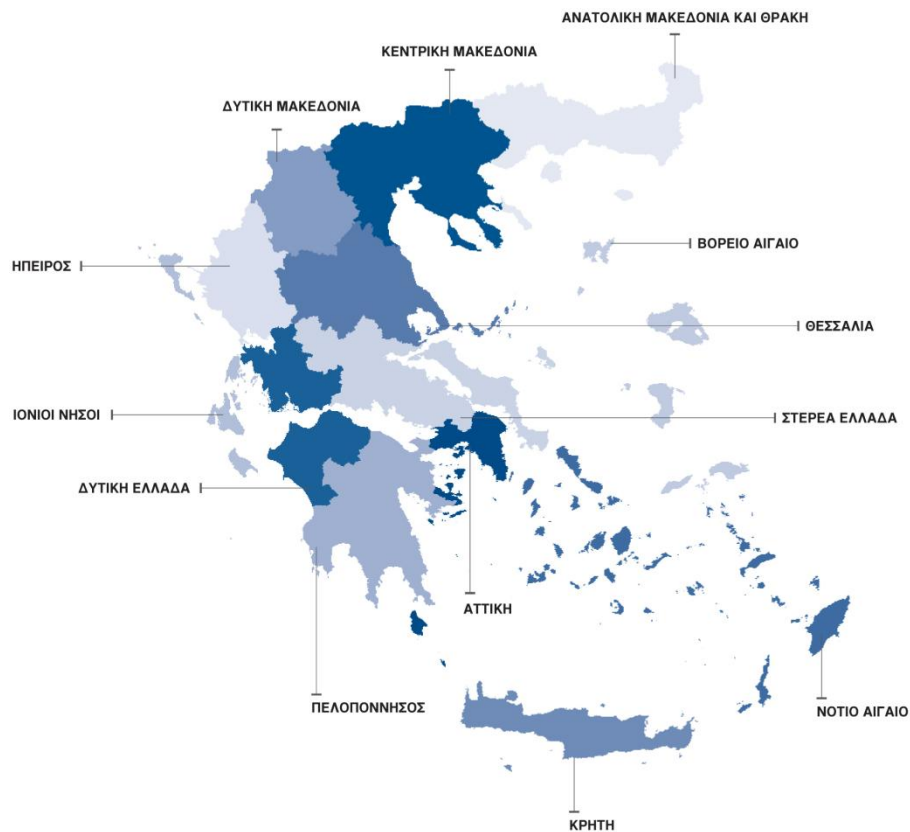 ΑΝΑΤΟΛΙΚΗ ΜΑΚΕΔΟΝΙΑ ΚΑΙ ΘΡΑΚΗ
ΚΕΝΤΡΙΚΗ ΜΑΚΕΔΟΝΙΑ
ΔΥΤΙΚΗ ΜΑΚΕΔΟΝΙΑ
ΒΟΡΕΙΟ ΑΙΓΑΙΟ
ΗΠΕΙΡΟΣ
ΘΕΣΣΑΛΙΑ
ΙΟΝΙΟΙ ΝΗΣΟΙ
ΣΤΕΡΕΑ ΕΛΛΑΔΑ
ΔΥΤΙΚΗ ΕΛΛΑΔΑ
ΑΤΤΙΚΗ
ΠΕΛΟΠΟΝΝΗΣΟΣ
ΝΟΤΙΟ ΑΙΓΑΙΟ
ΚΡΗΤΗ